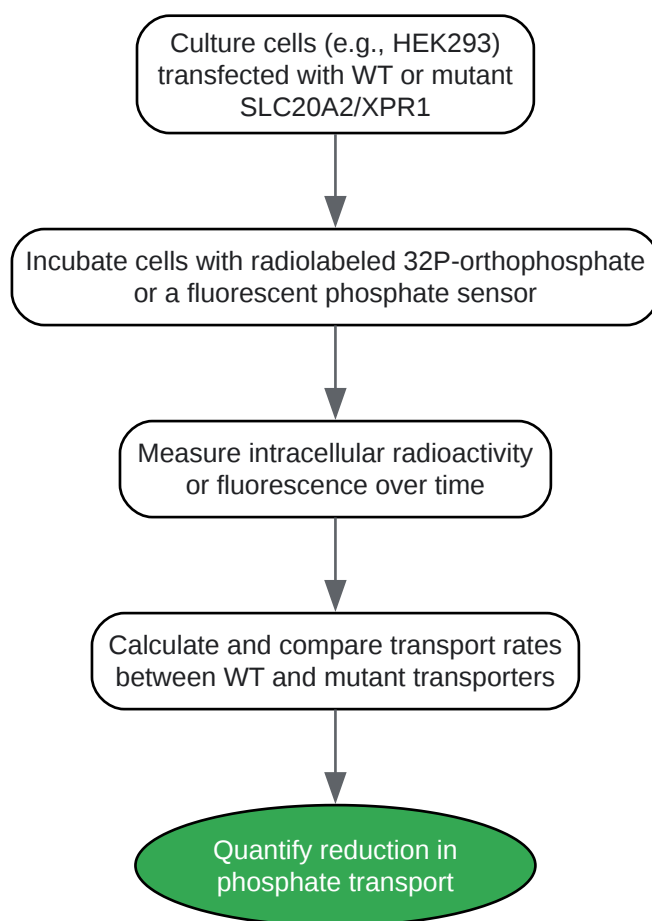 Culture cells (e.g., HEK293)
transfected with WT or mutant
SLC20A2/XPR1
Incubate cells with radiolabeled 32P-orthophosphate
or a fluorescent phosphate sensor
Measure intracellular radioactivity
or fluorescence over time
Calculate and compare transport rates
between WT and mutant transporters
Quantify reduction in
phosphate transport